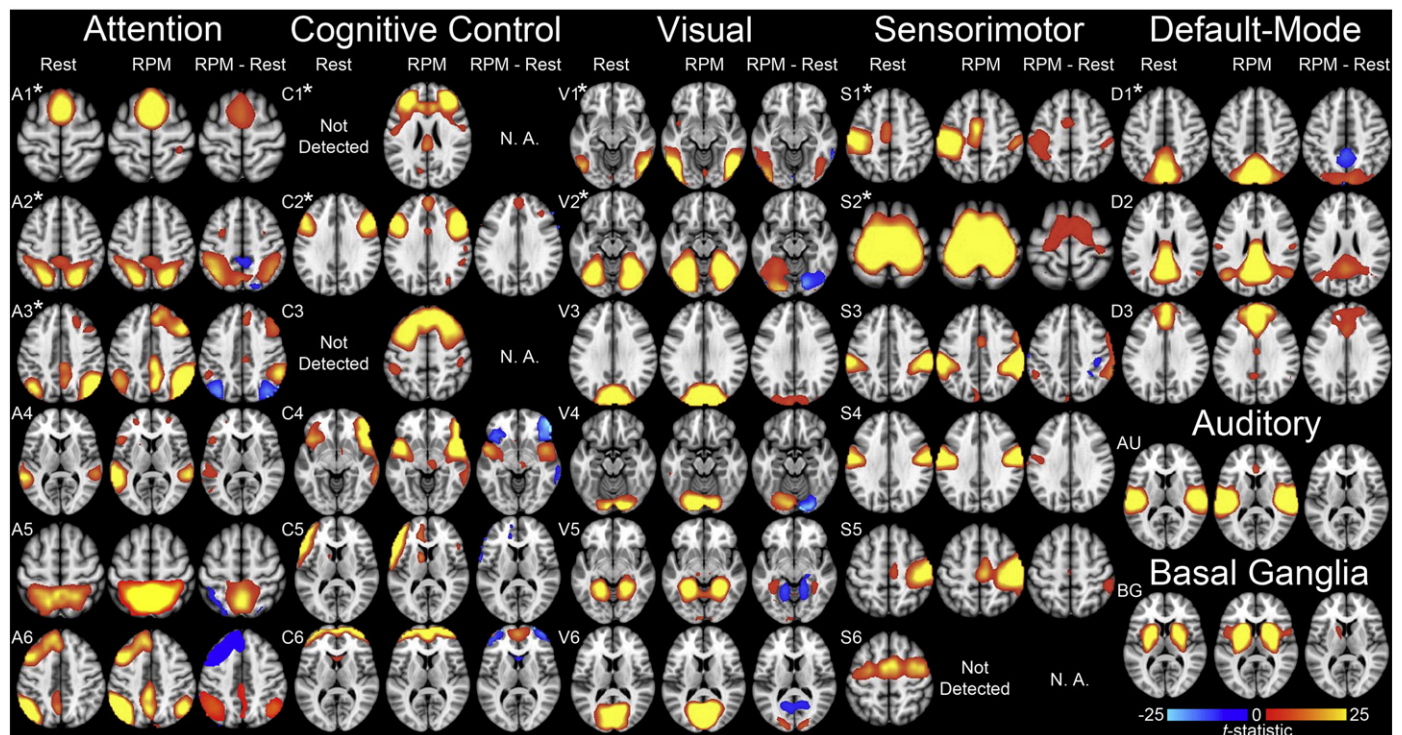 Attention Cognitive Control Visual Sensorimotor Default-Mode
Rest RPM RPM - Rest Rest RPM RPM - Rest Rest RPM RPM - Rest Rest RPM RPM - Rest Rest RPM RPM - Rest
A1* C1* V1* S1* D1*
Not
Detected
N. A.
A2* C2* V2* S2* D2
A3* C3 V3 S3 D3
Not
Detected
N. A.
A4 C4 V4 S4
Auditory
AU
A5 C5 V5 S5
Basal Ganglia
BG
A6 C6 V6 S6
Not
Detected
N. A.
-25 0 25
t-statistic